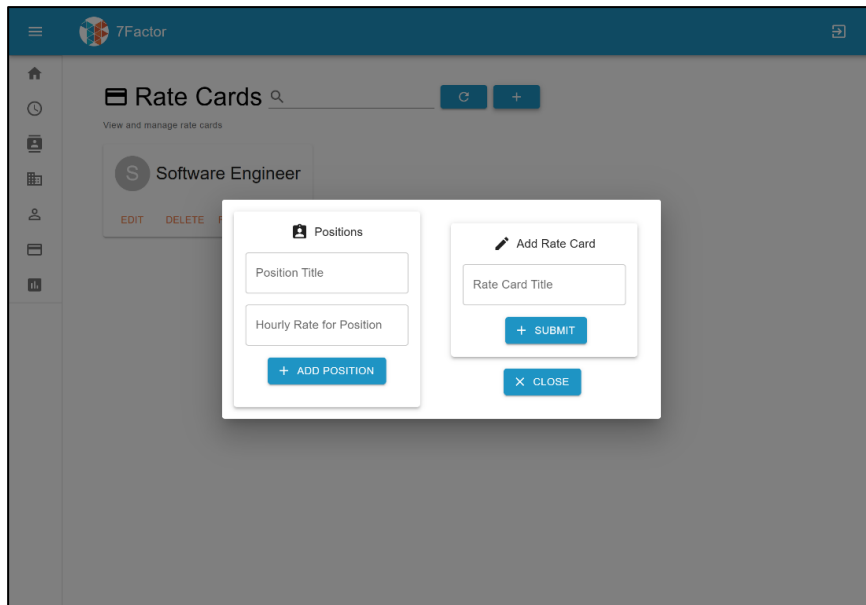 7Factor
Rate Cards
View and manage rate cards
S
Software Engineer
EDIT
DELETE
Positions
Position Title
Hourly Rate for Position
+ ADD POSITION
Add Rate Card
Rate Card Title
+ SUBMIT
× CLOSE